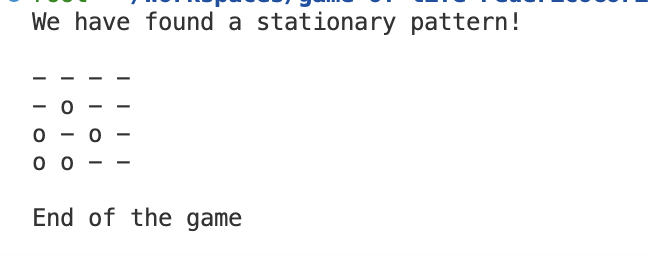 We have found a stationary pattern!
– – – –
– o – –
o – o –
o o – –
End of the game